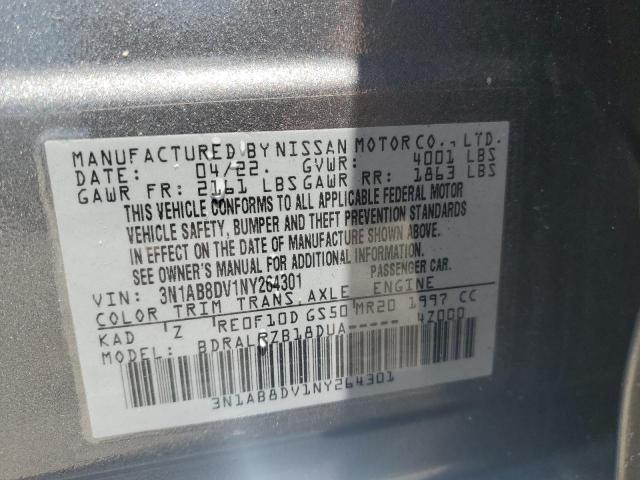 MANUFACTURED BY NISSAN MOTOR CO., LTD.
DATE: 04/22. GVWR: 4001 LBS
GAWR FR: 2161 LBS GAWR RR: 1863 LBS
THIS VEHICLE CONFORMS TO ALL APPLICABLE FEDERAL MOTOR
VEHICLE SAFETY, BUMPER AND THEFT PREVENTION STANDARDS
IN EFFECT ON THE DATE OF MANUFACTURE SHOWN ABOVE.
SEE OWNER'S MANUAL FOR ADDITIONAL INFORMATION.
VIN: 3N1AB8DV1NY264301 PASSENGER CAR.
COLOR TRIM TRANS. AXLE ENGINE
KAD Z RE0F10D GS50 MR20 1997 CC
MODEL: BDRALRZB18DUA----- 4Z000
3N1AB8DV1NY264301